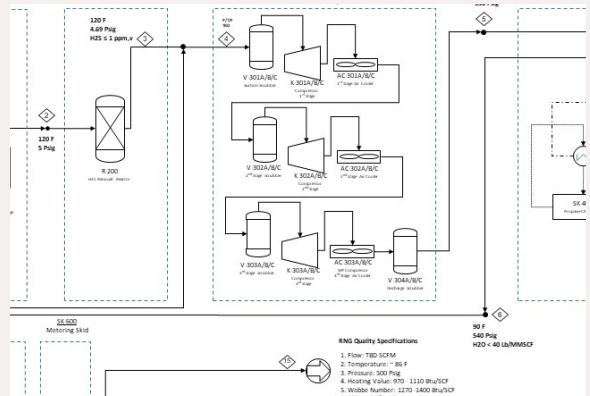 120 F
4.69 Psig
H2S ≤ 1 ppm,v
3
2
120 F
5 Psig
R 200
H2S Removal Reactor
4
V 301A/B/C
Suction Scrubber
K 301A/B/C
Compressor
1st Stage
AC 301A/B/C
1st Stage Air Cooler
V 302A/B/C
2nd Stage Scrubber
K 302A/B/C
Compressor
2nd Stage
AC 302A/B/C
2nd Stage Air Cooler
V 303A/B/C
3rd Stage Scrubber
K 303A/B/C
Compressor
3rd Stage
AC 303A/B/C
3rd Stage Air Cooler
V 304A/B/C
Discharge Scrubber
5
SK 4
6
90 F
540 Psig
H2O < 40 Lb/MMSCF
SK 600
Metering Skid
15
RNG Quality Specifications
1. Flow: TBD SCFM
2. Temperature: ~ 86 F
3. Pressure: 500 Psig
4. Heating Value: 970 - 1110 Btu/SCF
5. Wobbe Number: 1270 -1400 Btu/SCF